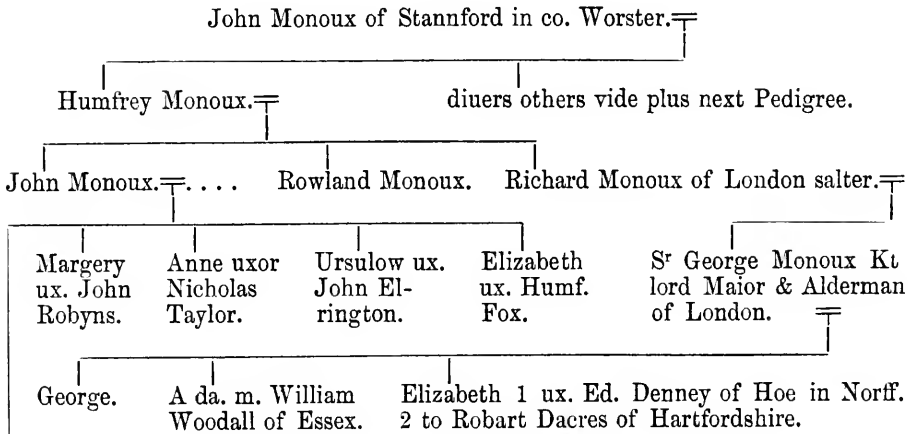 John Monoux of Stannford in co. Worster.
Humfrey Monoux.
diuers others vide plus next Pedigree.
John Monoux. . . . .
Rowland Monoux.
Richard Monoux of London salter.
Margery
ux. John
Robyns.
Anne uxor
Nicholas
Taylor.
Ursulow ux.
John El-
rington.
Elizabeth
ux. Humf.
Fox.
Sʳ George Monoux Kt
lord Maior & Alderman
of London.
George.
A da. m. William
Woodall of Essex.
Elizabeth 1 ux. Ed. Denney of Hoe in Norff.
2 to Robart Dacres of Hartfordshire.